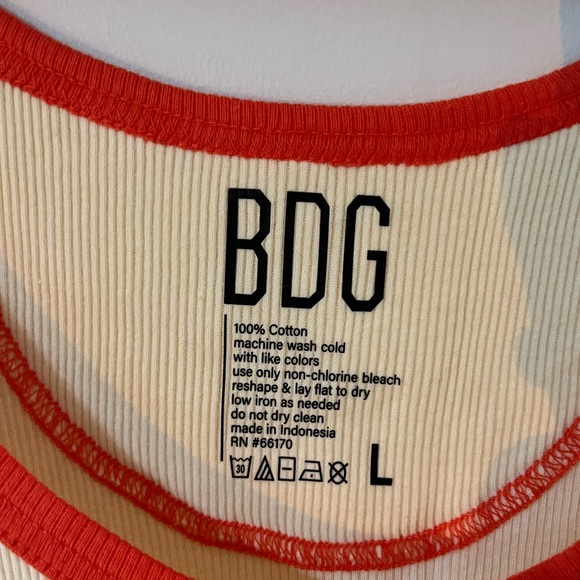 BDG
100% Cotton
machine wash cold
with like colors
use only non-chlorine bleach
reshape & lay flat to dry
low iron as needed
do not dry clean
made in Indonesia
RN #66170
30
L